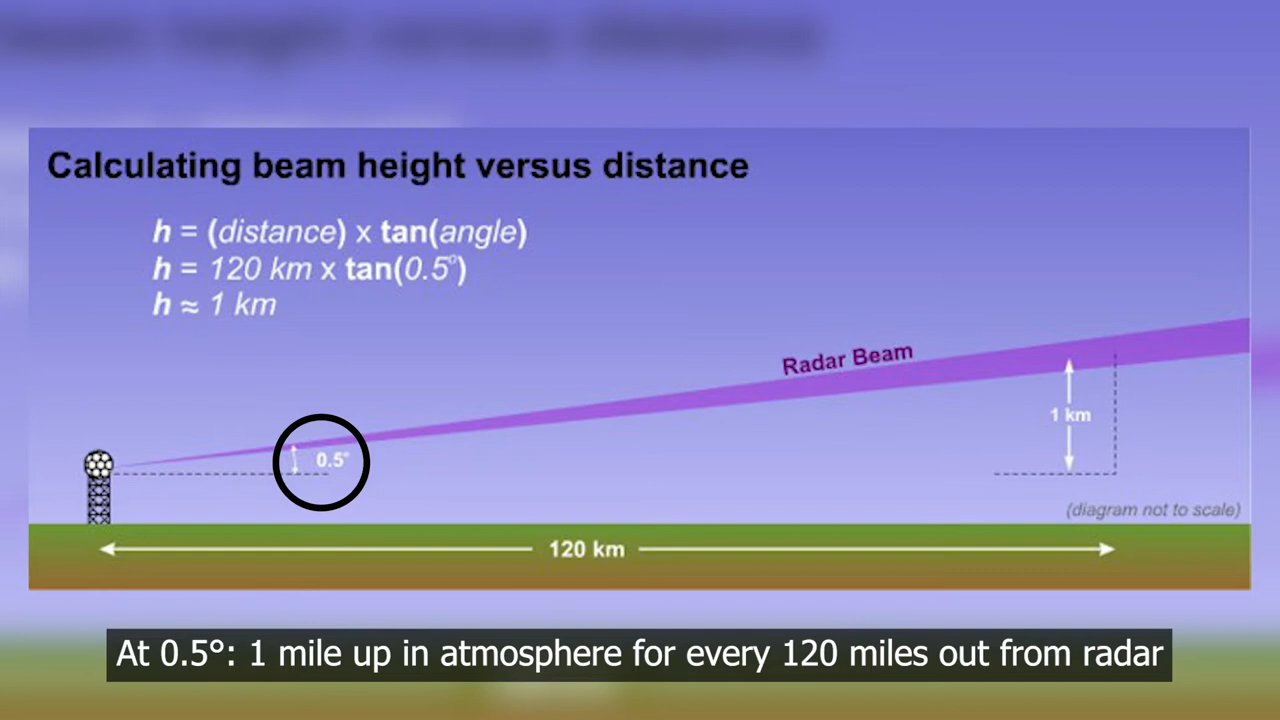 Calculating beam height versus distance
h = (distance) x tan(angle)
h = 120 km x tan(0.5°)
h ≈ 1 km
Radar Beam
1 km
0.5°
(diagram not to scale)
120 km
At 0.5°: 1 mile up in atmosphere for every 120 miles out from radar